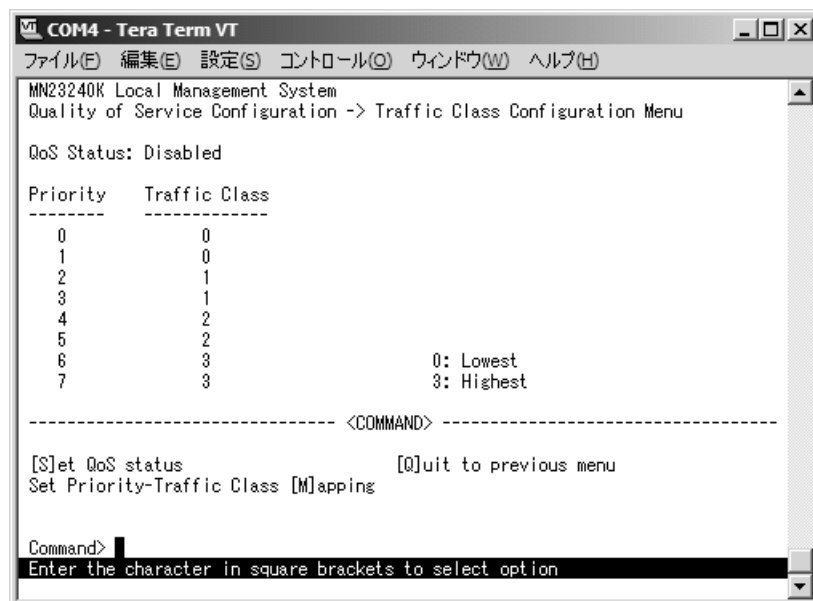 COM4 - Tera Term VT
ファイル(F) 編集(E) 設定(S) コントロール(O) ウィンドウ(W) ヘルプ(H)
MN23240K Local Management System
Quality of Service Configuration -> Traffic Class Configuration Menu
QoS Status: Disabled
Priority Traffic Class
-------- -------------
0 0
1 0
2 1
3 1
4 2
5 2
6 3 0: Lowest
7 3 3: Highest
------------------------------- <COMMAND> ----------------------------------
[S]et QoS status [Q]uit to previous menu
Set Priority-Traffic Class [M]apping
Command>
Enter the character in square brackets to select option